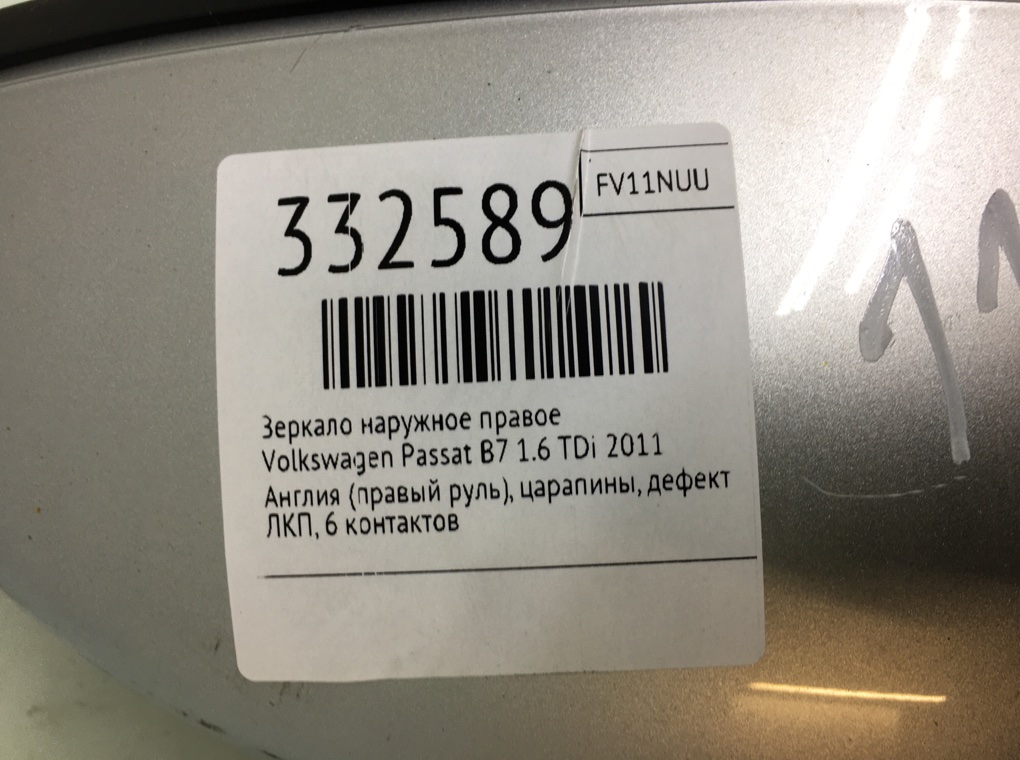 332589
FV11NUU
Зеркало наружное правое
Volkswagen Passat B7 1.6 TDi 2011
Англия (правый руль), царапины, дефект
ЛКП, 6 контактов